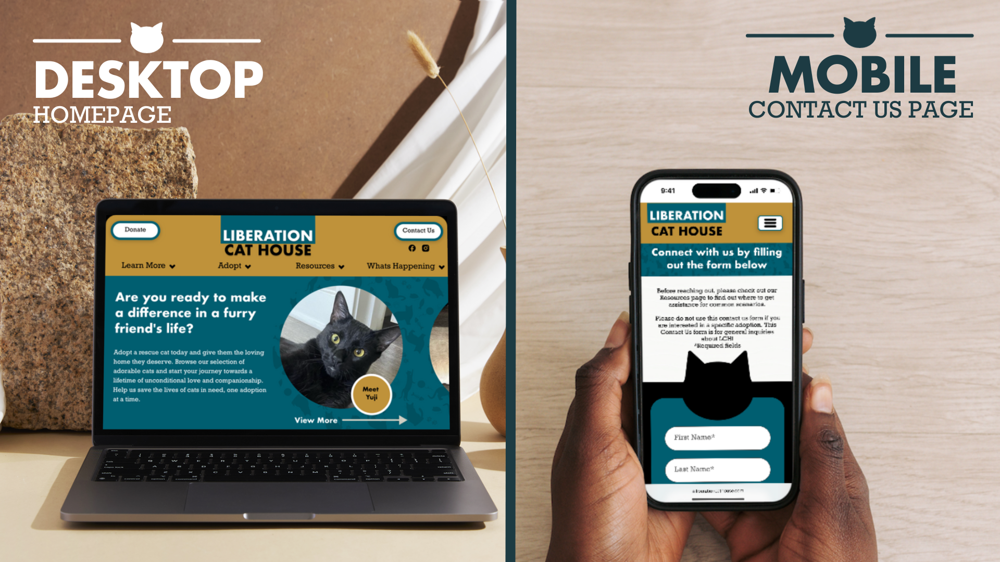 DESKTOP
HOMEPAGE
Donate
LIBERATION
CAT HOUSE
Contact Us
Learn More
Adopt
Resources
Whats Happening
Are you ready to make
a difference in a furry
friend's life?
Adopt a rescue cat today and give them the loving
home they deserve. Browse our selection of
adorable cats and start your journey towards a
lifetime of unconditional love and companionship.
Help us save the lives of cats in need, one adoption
at a time.
Meet
Yuji
View More
MOBILE
CONTACT US PAGE
9:41
LIBERATION
CAT HOUSE
Connect with us by filling
out the form below
Before reaching out, please check out our
Resources page to find out where to get
assistance for common scenarios.
Please do not use this contact us form if you
are interested in a specific adoption. This
Contact Us form is for general inquiries
about LCH!
*Required fields
First Name*
Last Name*